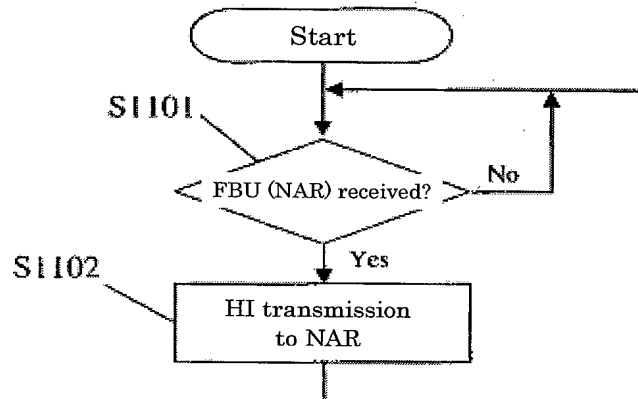 Start
S1101
FBU (NAR) received?
No
Yes
S1102
HI transmission
to NAR